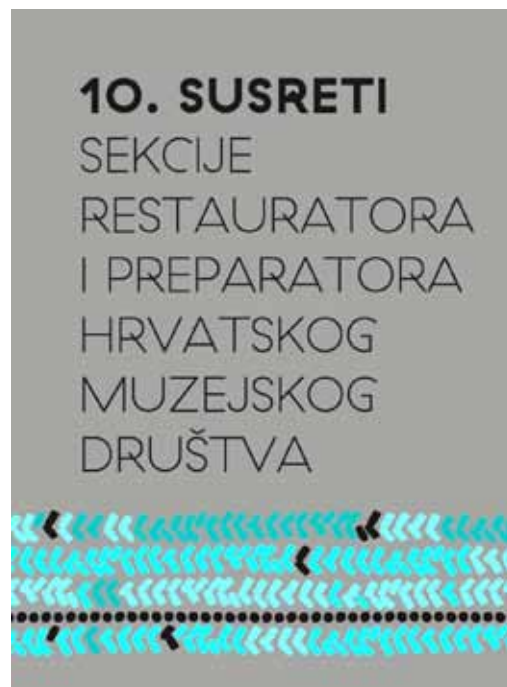 10. SUSRETI
SEKCIJE
RESTAURATORA
I PREPARATORA
HRVATSKOG
MUZEJSKOG
DRUŠTVA